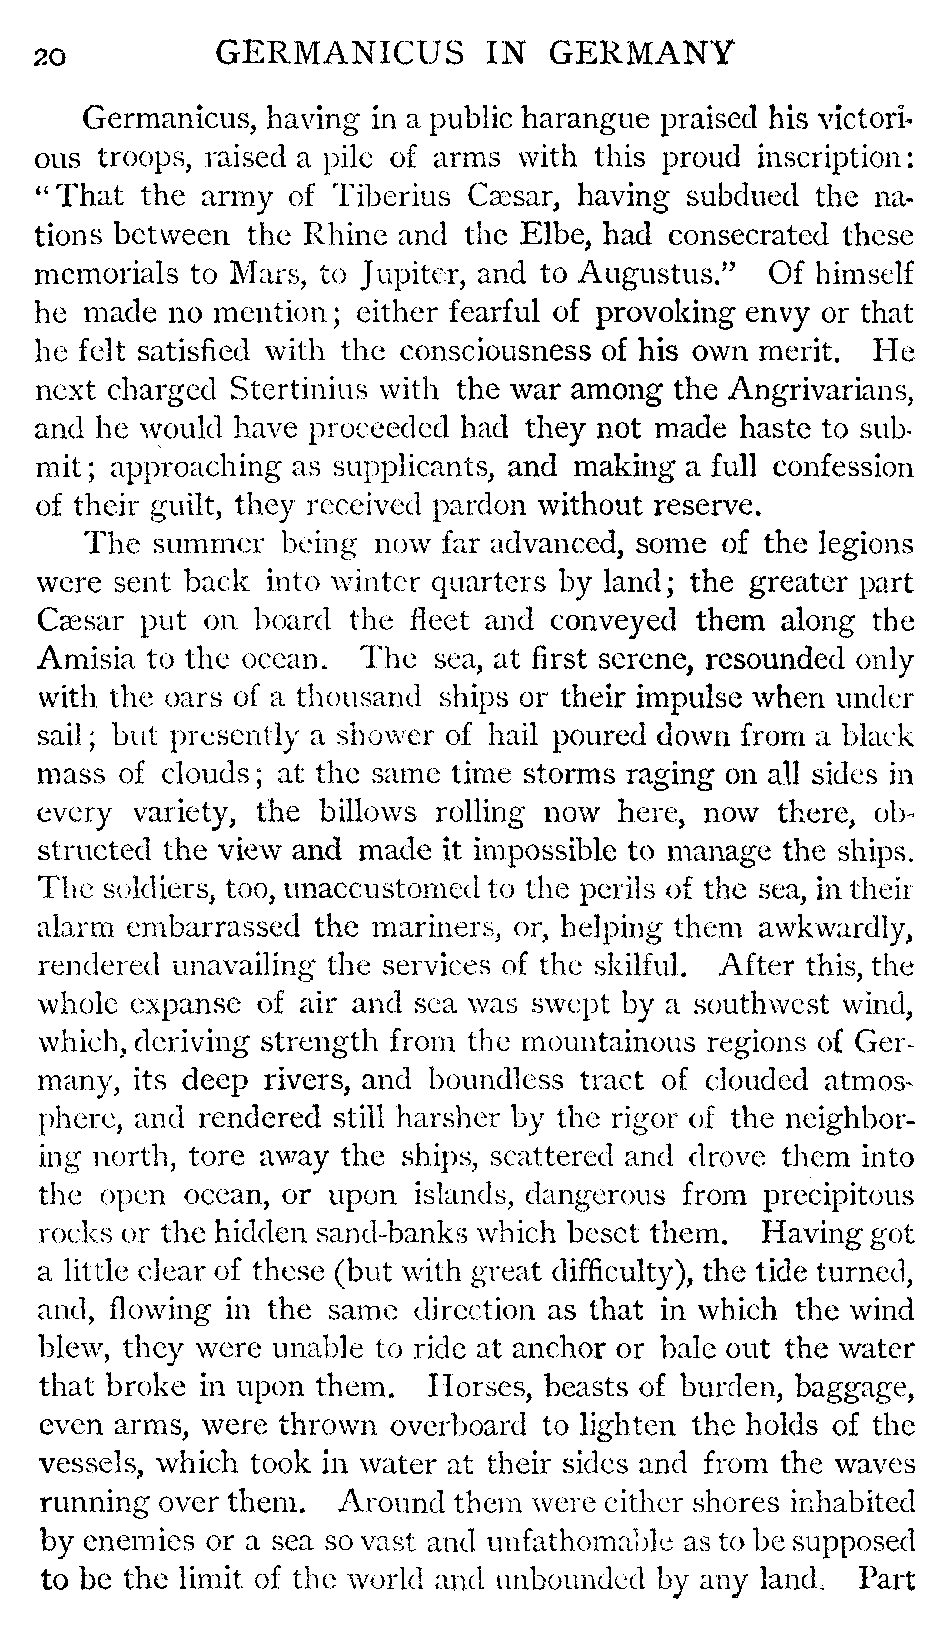 20 GERMANICUS IN GERMANY
Germanicus, having in a public harangue praised his victori-
ous troops, raised a pile of arms with this proud inscription:
“That the army of Tiberius Cæsar, having subdued the na-
tions between the Rhine and the Elbe, had consecrated these
memorials to Mars, to Jupiter, and to Augustus.” Of himself
he made no mention; either fearful of provoking envy or that
he felt satisfied with the consciousness of his own merit. He
next charged Stertinius with the war among the Angrivarians,
and he would have proceeded had they not made haste to sub-
mit; approaching as supplicants, and making a full confession
of their guilt, they received pardon without reserve.
The summer being now far advanced, some of the legions
were sent back into winter quarters by land; the greater part
Cæsar put on board the fleet and conveyed them along the
Amisia to the ocean. The sea, at first serene, resounded only
with the oars of a thousand ships or their impulse when under
sail; but presently a shower of hail poured down from a black
mass of clouds; at the same time storms raging on all sides in
every variety, the billows rolling now here, now there, ob-
structed the view and made it impossible to manage the ships.
The soldiers, too, unaccustomed to the perils of the sea, in their
alarm embarrassed the mariners, or, helping them awkwardly,
rendered unavailing the services of the skilful. After this, the
whole expanse of air and sea was swept by a southwest wind,
which, deriving strength from the mountainous regions of Ger-
many, its deep rivers, and boundless tract of clouded atmos-
phere, and rendered still harsher by the rigor of the neighbor-
ing north, tore away the ships, scattered and drove them into
the open ocean, or upon islands, dangerous from precipitous
rocks or the hidden sand-banks which beset them. Having got
a little clear of these (but with great difficulty), the tide turned,
and, flowing in the same direction as that in which the wind
blew, they were unable to ride at anchor or bale out the water
that broke in upon them. Horses, beasts of burden, baggage,
even arms, were thrown overboard to lighten the holds of the
vessels, which took in water at their sides and from the waves
running over them. Around them were either shores inhabited
by enemies or a sea so vast and unfathomable as to be supposed
to be the limit of the world and unbounded by any land. Part